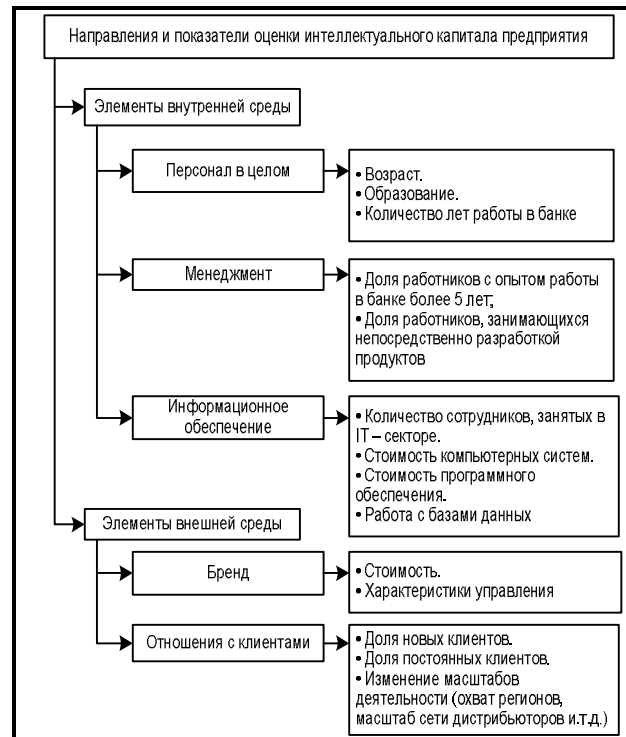 Направления и показатели оценки интеллектуального капитала предприятия
Элементы внутренней среды
Персонал в целом
• Возраст.
• Образование.
• Количество лет работы в банке
Менеджмент
• Доля работников с опытом работы
в банке более 5 лет;
• Доля работников, занимающихся
непосредственно разработкой
продуктов
Информационное
обеспечение
• Количество сотрудников, занятых в
IT – секторе.
• Стоимость компьютерных систем.
• Стоимость программного
обеспечения.
• Работа с базами данных
Элементы внешней среды
Бренд
• Стоимость.
• Характеристики управления
Отношения с клиентами
• Доля новых клиентов.
• Доля постоянных клиентов.
• Изменение масштабов
деятельности (охват регионов,
масштаб сети дистрибьюторов и.т.д.)